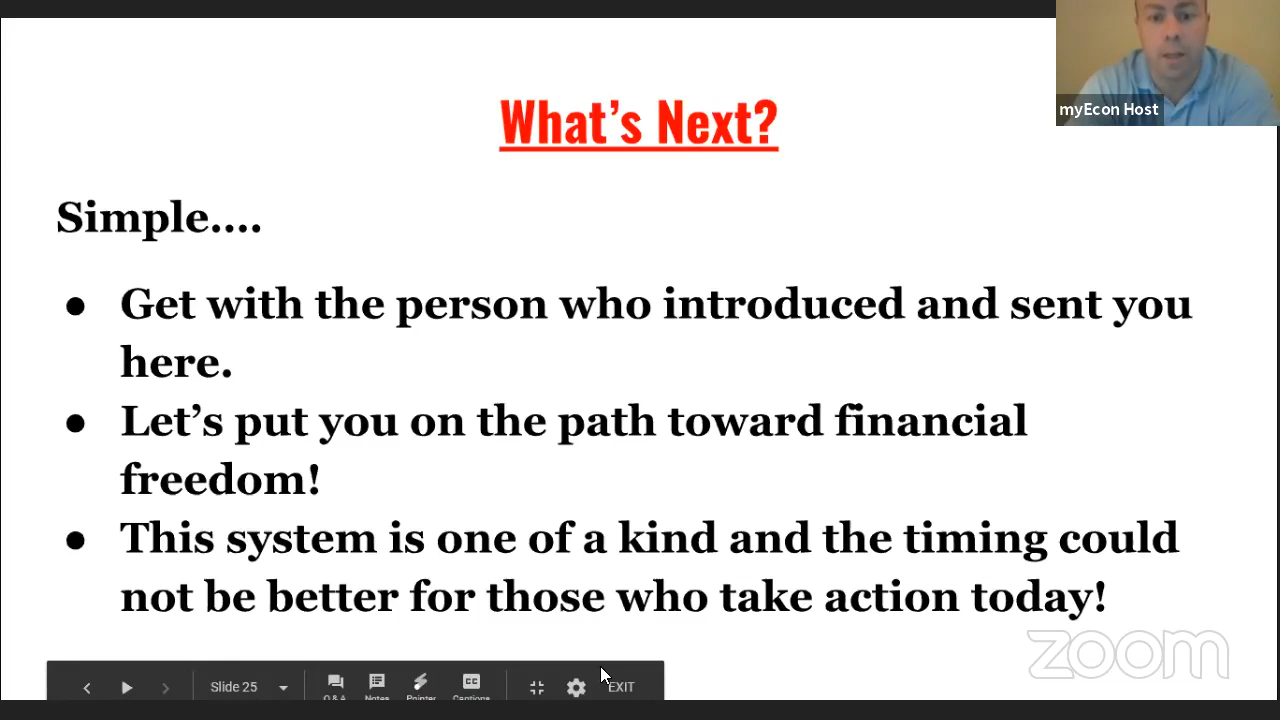 myEcon Host
What's Next?
Simple....
● Get with the person who introduced and sent you
here.
● Let's put you on the path toward financial
freedom!
● This system is one of a kind and the timing could
not be better for those who take action today!
zoom
Slide 25
Q & A
Notes
Pointer
Captions
EXIT